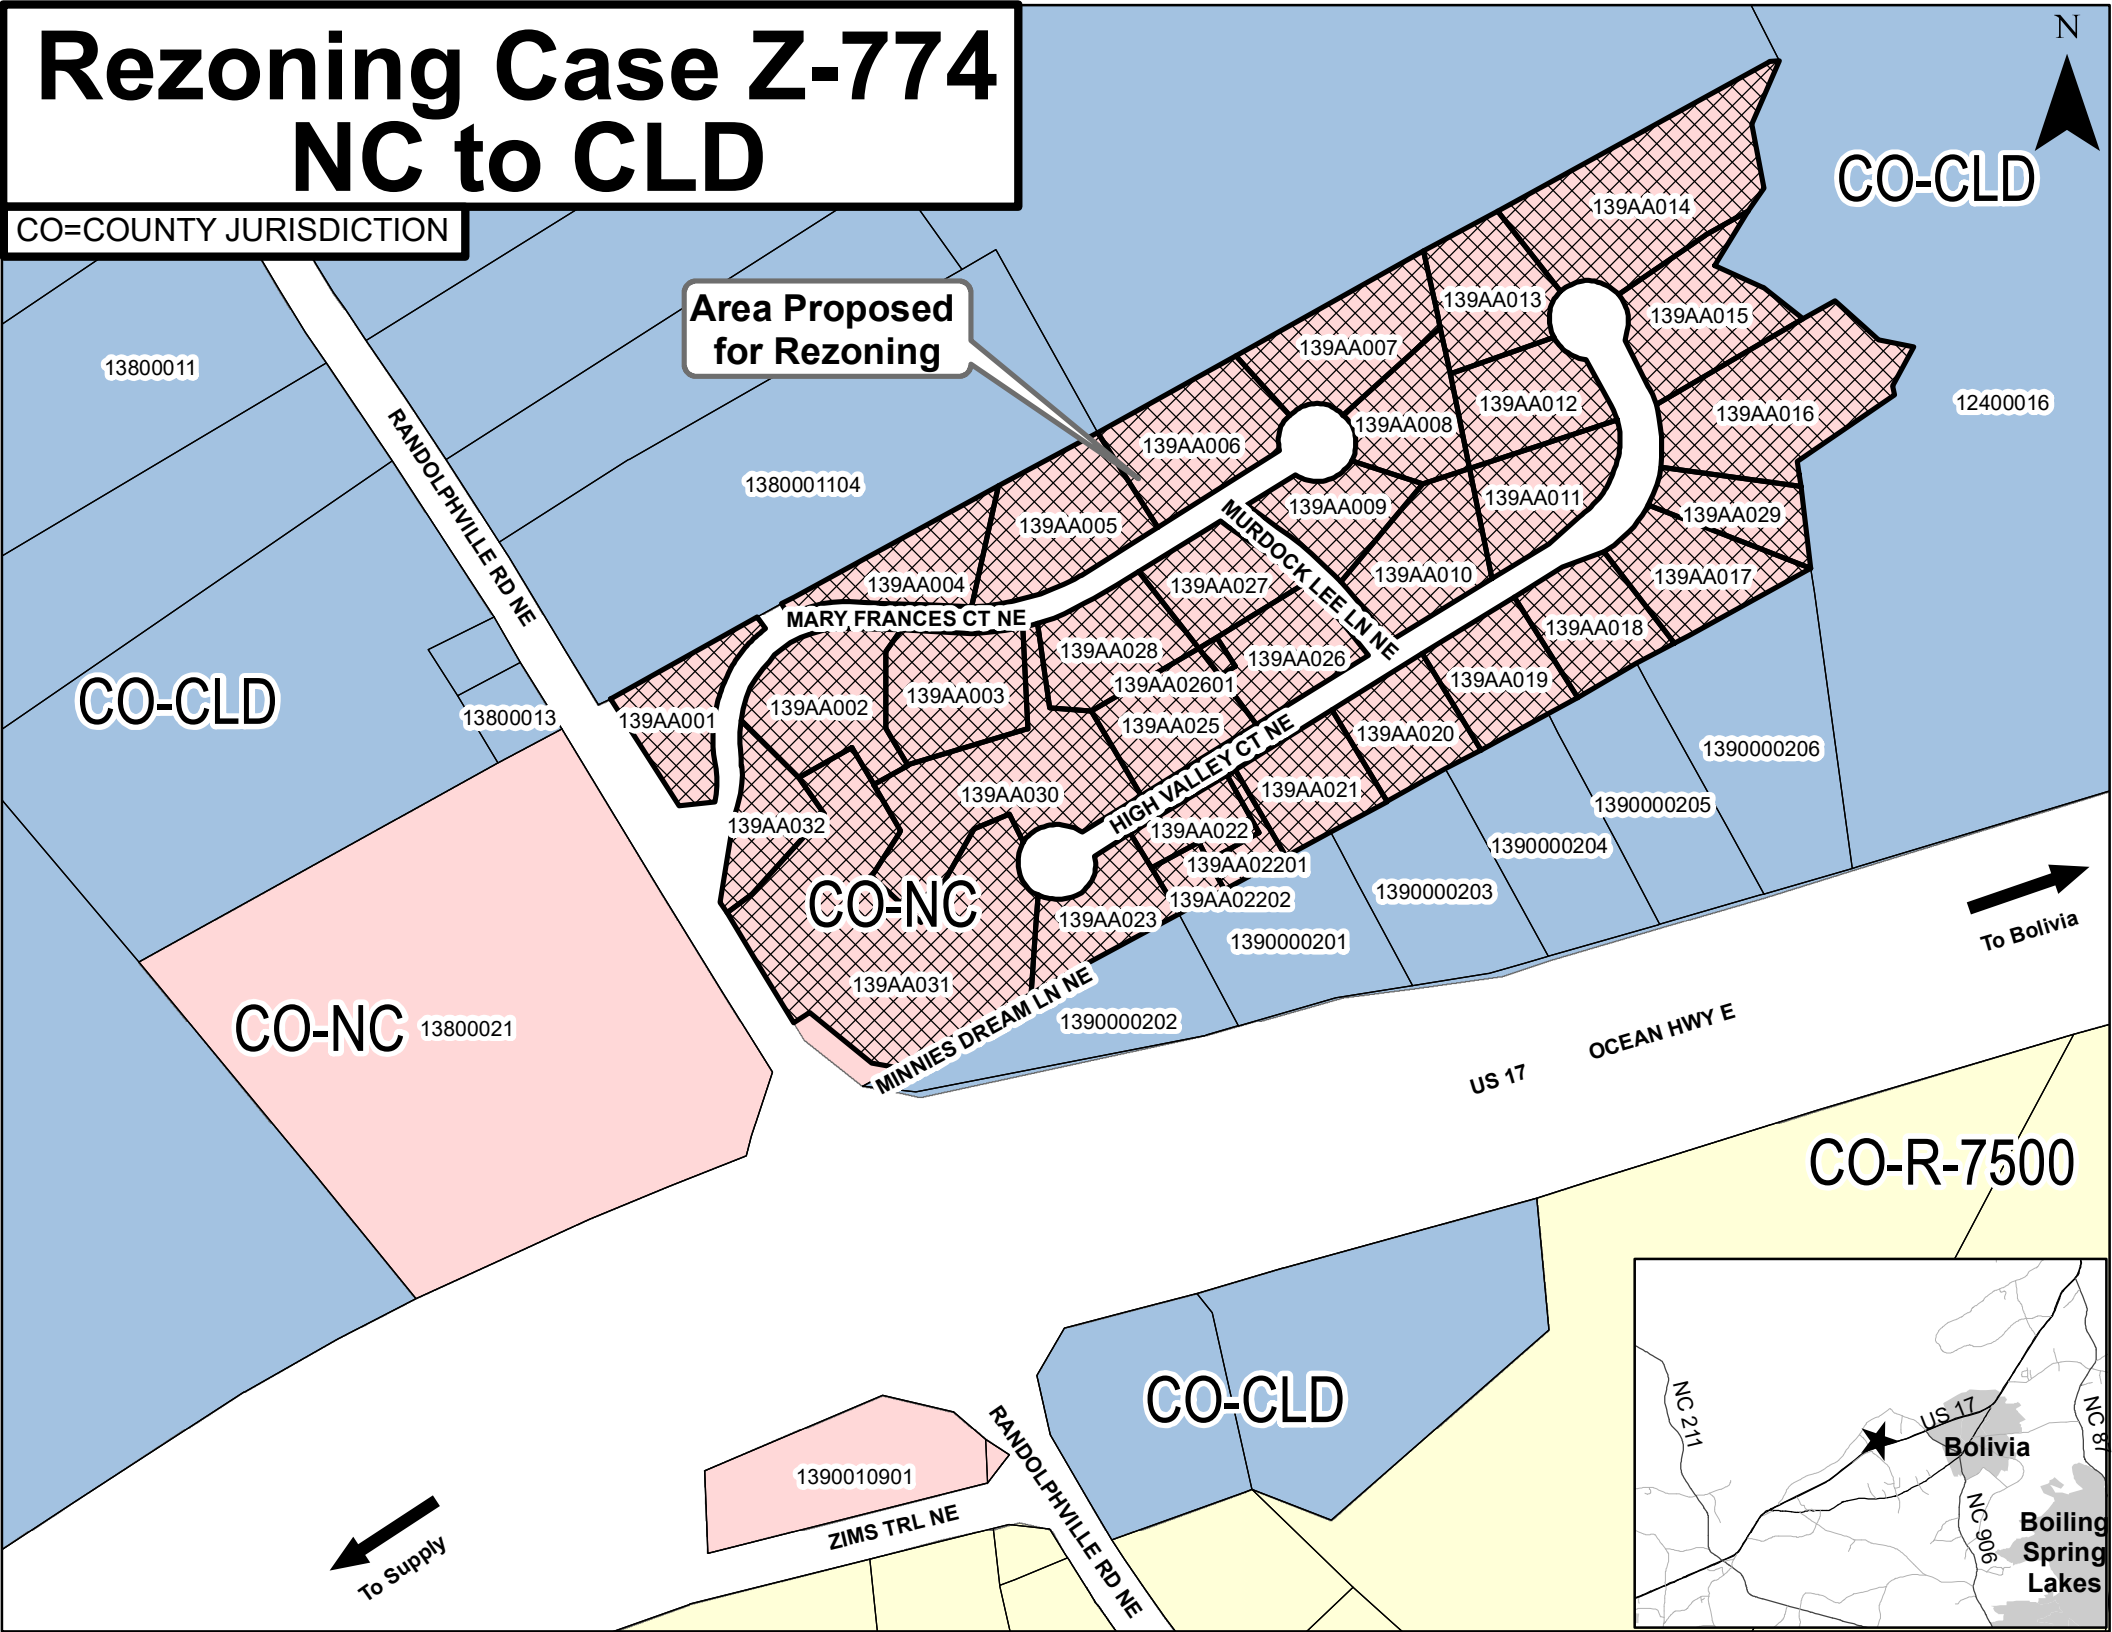 Rezoning Case Z-774
NC to CLD
CO=COUNTY JURISDICTION
N
CO-CLD
Area Proposed
for Rezoning
139AA014
139AA013
139AA015
139AA007
13800011
139AA012
139AA016
12400016
139AA008
139AA006
1380001104
RANDOLPHVILLE RD NE
139AA011
139AA009
139AA029
139AA005
MURDOCK LEE LN NE
139AA010
139AA017
139AA004
139AA027
MARY FRANCES CT NE
139AA018
139AA028
139AA026
139AA019
139AA02601
139AA003
CO-CLD
139AA002
13800013
139AA001
139AA025
139AA020
1390000206
HIGH VALLEY CT NE
139AA021
139AA030
1390000205
139AA032
139AA022
1390000204
139AA02201
1390000203
139AA02202
CO-NC
139AA023
1390000201
To Bolivia
139AA031
MINNIES DREAM LN NE
1390000202
CO-NC
13800021
US 17
OCEAN HWY E
CO-R-7500
CO-CLD
RANDOLPHVILLE RD NE
1390010901
ZIMS TRL NE
To Supply
NC 211
US 17
NC 87
Bolivia
NC 906
Boiling
Spring
Lakes